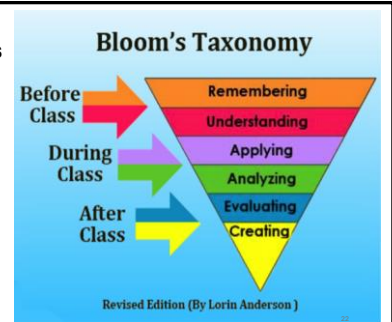 Bloom's Taxonomy
s
Before
Class
During
Class
After
Class
Remembering
Understanding
Applying
Analyzing
Evaluating
Creating
Revised Edition (By Lorin Anderson )